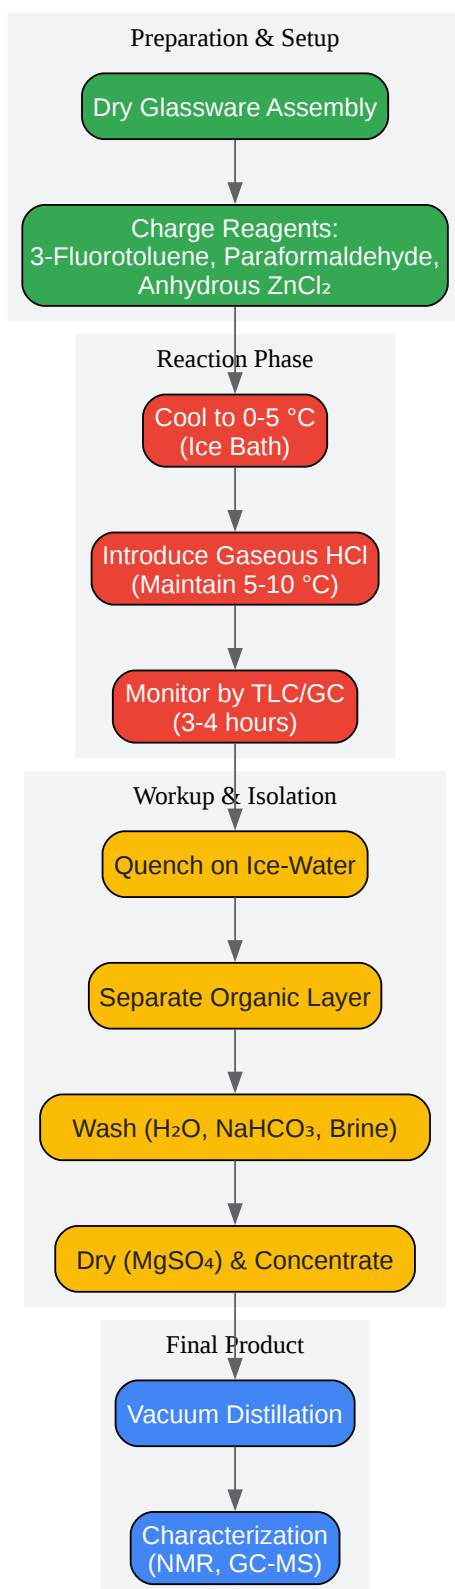 Preparation & Setup
Dry Glassware Assembly
Charge Reagents:
3-Fluorotoluene, Paraformaldehyde,
Anhydrous ZnCl₂
Reaction Phase
Cool to 0-5 °C
(Ice Bath)
Introduce Gaseous HCl
(Maintain 5-10 °C)
Monitor by TLC/GC
(3-4 hours)
Workup & Isolation
Quench on Ice-Water
Separate Organic Layer
Wash (H₂O, NaHCO₃, Brine)
Dry (MgSO₄) & Concentrate
Final Product
Vacuum Distillation
Characterization
(NMR, GC-MS)